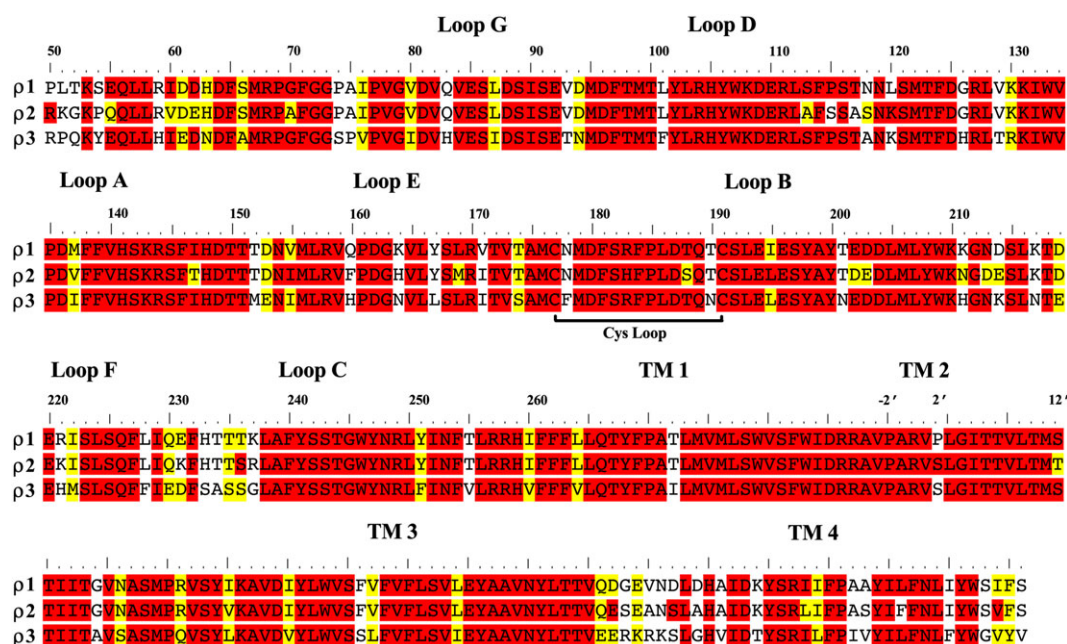 Loop G Loop D
50 60 70 80 90 100 110 120 130
ρ1 PLTKSEQLLRIDDHDFSMRPGFGGPAIPVGVDVQVESLDSISEVDMDFTMTLYLRHYWKDERLSFPSTNNLSMTFDGRLVKKIWV
ρ2 RKGKPQQLLRVDEHDFSMRPAFGGPAIPVGVDVQVESLDSISEVDMDFTMTLYLRHYWKDERLAFSSASNKSMTFDGRLVKKIWV
ρ3 RPQKYEQLLHLEDNDFAMRPGFGGSPVPVGIDVHVESIDSISETNMDFTMTFYLRHYWKDERLSFPSTANKSMTFDGRLTRKIWV
Loop A Loop E Loop B
140 150 160 170 180 190 200 210
ρ1 PDMFFVHSKRSFIHDTTTDNVMLRVQPDGKVLYSLRVTVTAMCNMDFSRFPLDTQTCSLEIESYAYTEDDLMLYWKKGNDSLKTD
ρ2 PDVFFVHSKRSFTHDTTTDNIMLRVFPDGHVLYSMRITVTAMCNMDFSHFPLDSQTCSLELESYAYTDEDLMLYWKNGDESLKTD
ρ3 PDIFFVHSKRSFIHDTTMENIMLRVHPDGNVLLSLRITVSAMCFMDFSRFPLDTQNCSLELESYAYNEDDLMLYWKHGNKSLNTE
Cys Loop
Loop F Loop C TM 1 TM 2
220 230 240 250 260 -2' 2' 12'
ρ1 ERISLSQFLIQEFHTTTKLAFYSSTGWYNRLYINFTLRRHIFFFLLQTYFPATLMVMLSWVSFWIDRRAVPARVPLGITTVLTMS
ρ2 EKISLSQFLIQKFHTTSRLAFYSSTGWYNRLYINFTLRRHIFFFLLQTYFPATLMVMLSWVSFWIDRRAVPARVSLGITTVLTMT
ρ3 EHMSLSQFFIEDFSASSGLAFYSSTGWYNRLFINFVLRRHVFFFVLQTYFPAILMVMLSWVSFWIDRRAVPARVSLGITTVLTMS
TM 3 TM 4
ρ1 TIITGVNASMPRVSYIKAVDIYLWVSFVFVFLSVLEYAAVNYLTTVQDGEVNDLDHAIDKYSRIIFPAAYILFNLIYWSIFS
ρ2 TIITGVNASMPRVSYVKAVDIYLWVSFVFVFLSVLEYAAVNYLTTVQESEANSLAHAIDKYSRLIFPASYIFFNLIYWSVFS
ρ3 TIITAVSASMPQVSYLKAVDVYLWVSSLFVFLSVIEYAAVNYLTTVEERKRKSLGHVIDTYSRILFPIVYILFNLFYWGVYV